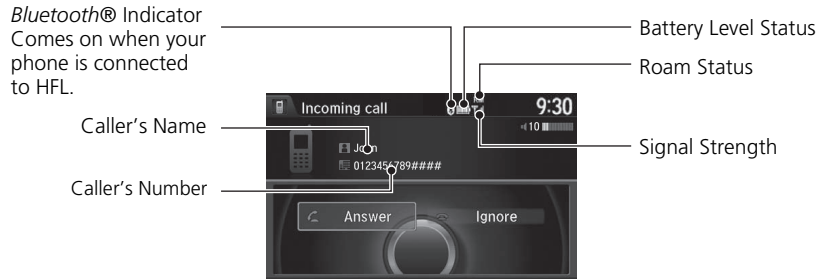 Bluetooth® Indicator
Comes on when your
phone is connected
to HFL.
Battery Level Status
Roam Status
Signal Strength
Caller's Name
Caller's Number
Incoming call
9:30
10
0123456789####
Answer
Ignore